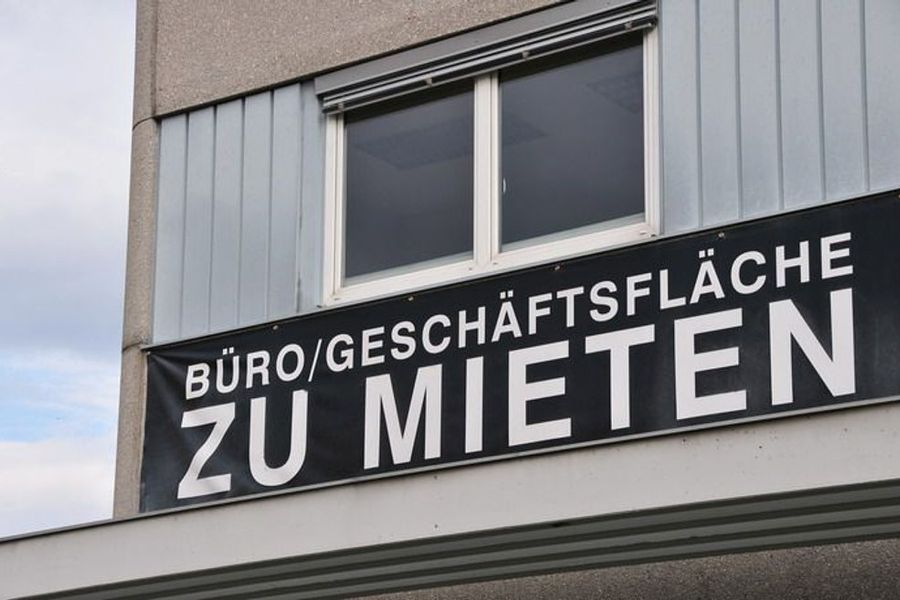 BÜRO/GESCHÄFTSFLÄCHE
ZU MIETEN